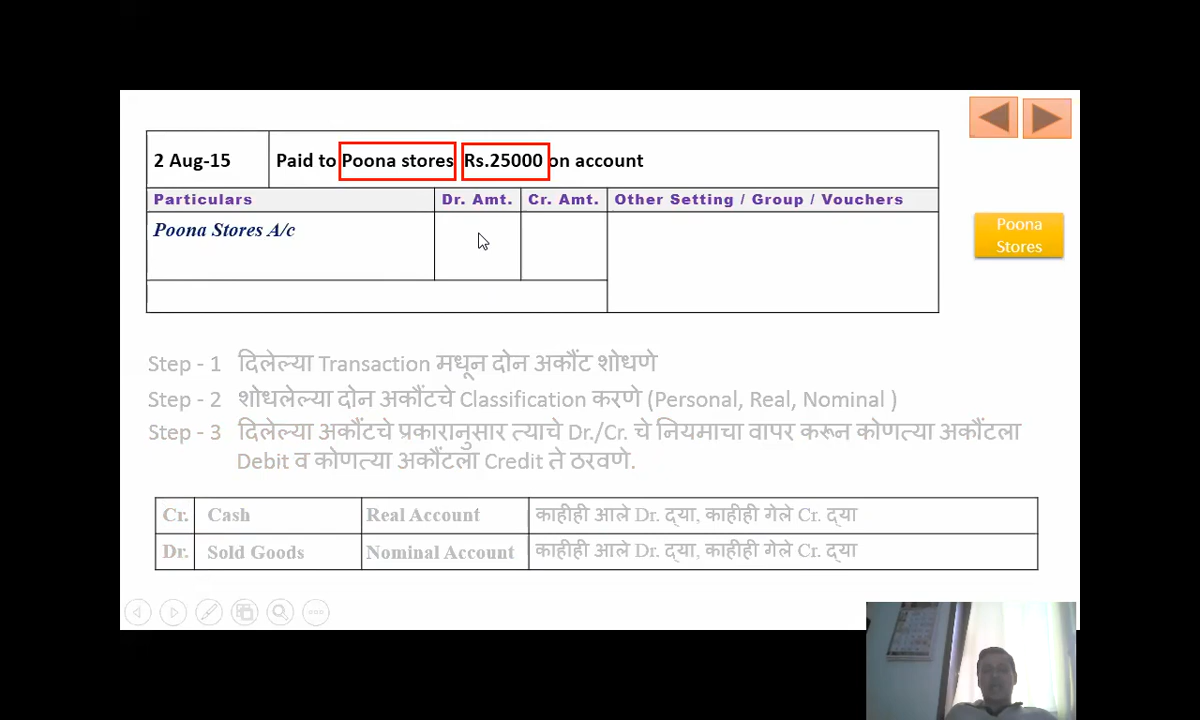 2 Aug-15 Paid to Poona stores Rs.25000 on account
Particulars Dr. Amt. Cr. Amt. Other Setting / Group / Vouchers
Poona Stores A/c
Poona
Stores
Step - 1 दिलेल्या Transaction मधून दोन अकौंट शोधणे
Step - 2 शोधलेल्या दोन अकौंटचे Classification करणे (Personal, Real, Nominal )
Step - 3 दिलेल्या अकौंटचे प्रकारानुसार त्याचे Dr./Cr. चे नियमाचा वापर करून कोणत्या अकौंटला
Debit व कोणत्या अकौंटला Credit ते ठरवणे.
Cr. Cash Real Account काहीही आले Dr. द्या, काहीही गेले Cr. द्या
Dr. Sold Goods Nominal Account काहीही आले Dr. द्या, काहीही गेले Cr. द्या